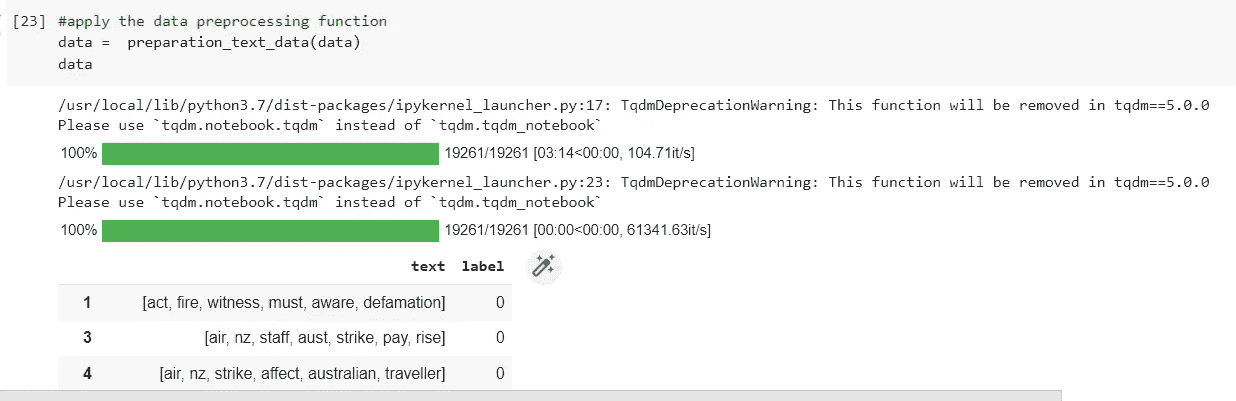 [23] #apply the data preprocessing function
data =  preparation_text_data(data)
data
/usr/local/lib/python3.7/dist-packages/ipykernel_launcher.py:17: TqdmDeprecationWarning: This function will be removed in tqdm==5.0.0
Please use `tqdm.notebook.tqdm` instead of `tqdm.tqdm_notebook`
100% 19261/19261 [03:14<00:00, 104.71it/s]
/usr/local/lib/python3.7/dist-packages/ipykernel_launcher.py:23: TqdmDeprecationWarning: This function will be removed in tqdm==5.0.0
Please use `tqdm.notebook.tqdm` instead of `tqdm.tqdm_notebook`
100% 19261/19261 [00:00<00:00, 61341.63it/s]
text label
1 [act, fire, witness, must, aware, defamation] 0
3 [air, nz, staff, aust, strike, pay, rise] 0
4 [air, nz, strike, affect, australian, traveller] 0